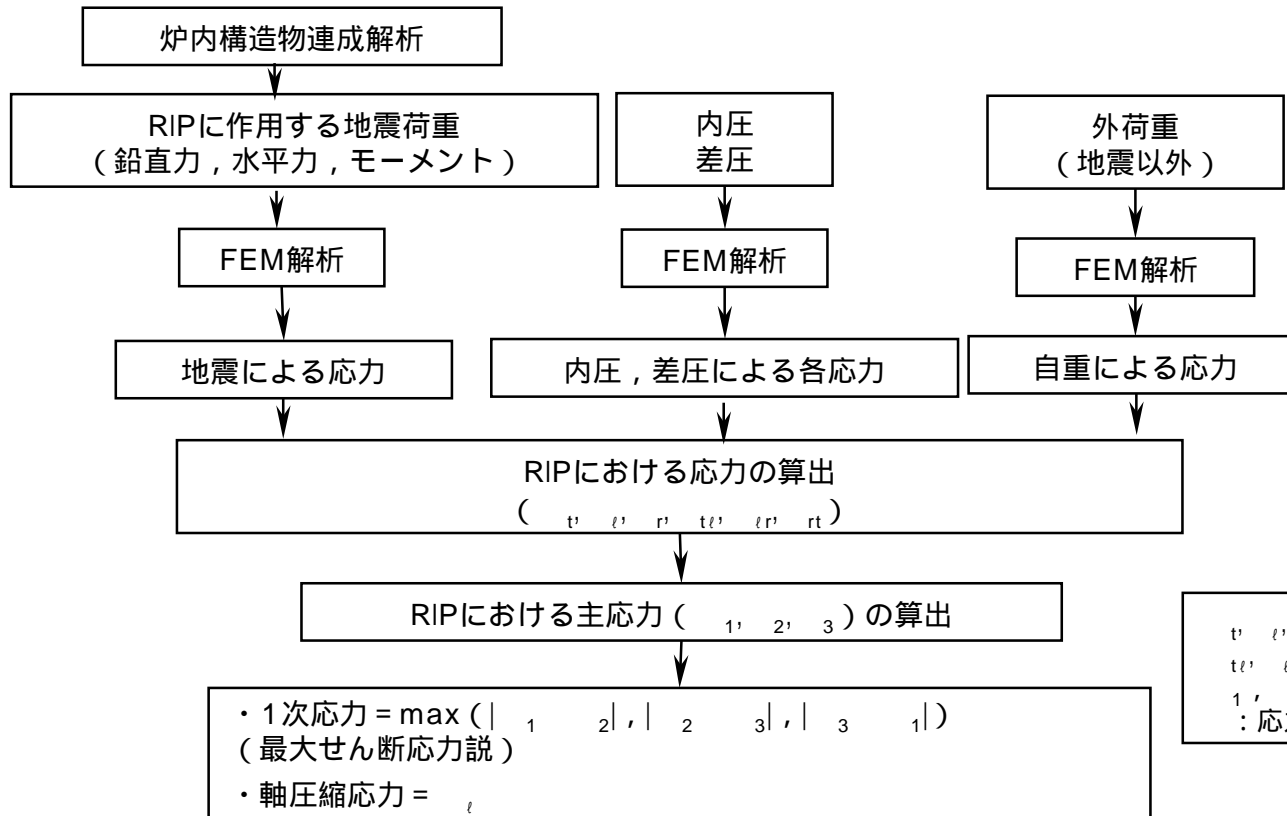 炉内構造物連成解析
RIPに作用する地震荷重
（鉛直力，水平力，モーメント）
内圧
差圧
外荷重
（地震以外）
FEM解析
FEM解析
FEM解析
地震による応力
内圧，差圧による各応力
自重による応力
RIPにおける応力の算出
（ t, ℓ, r, tℓ, ℓr, rt）
RIPにおける主応力（ 1, 2, 3）の算出
t, ℓ,
tℓ,
1 ,
：応
・1次応力＝max（| 1 2|，| 2 3|，| 3 1|）
（最大せん断応力説）
・軸圧縮応力＝ ℓ